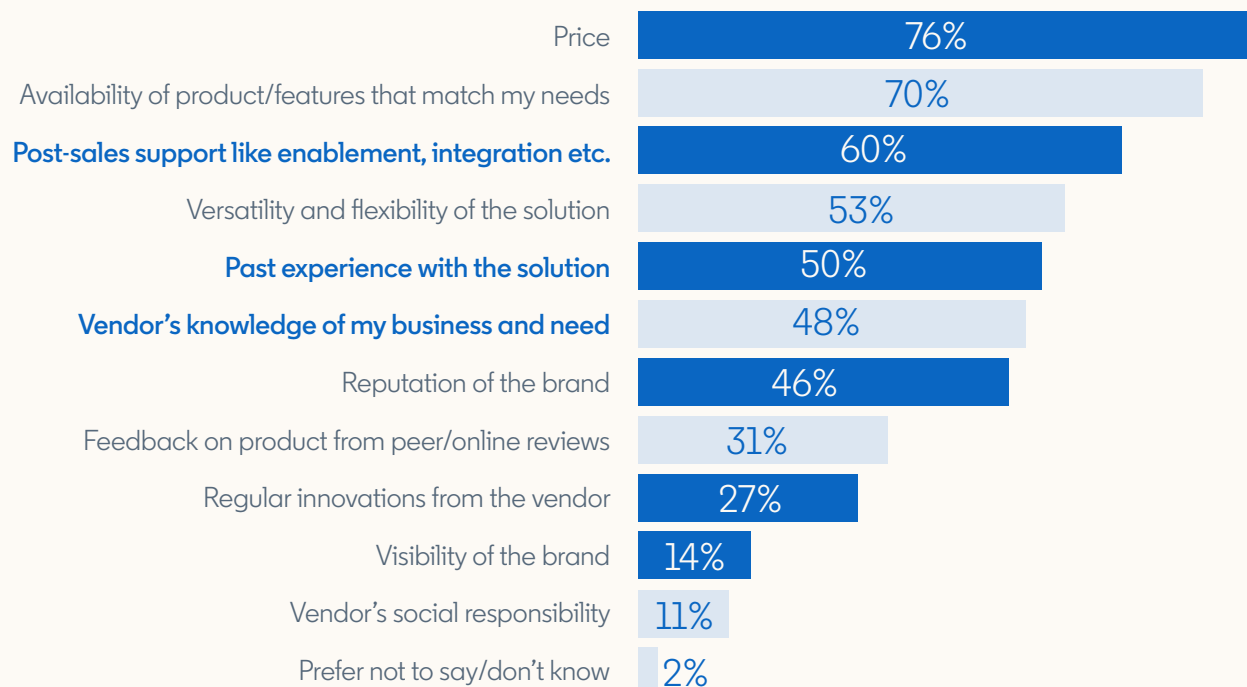 Price 76%
Availability of product/features that match my needs 70%
Post-sales support like enablement, integration etc. 60%
Versatility and flexibility of the solution 53%
Past experience with the solution 50%
Vendor’s knowledge of my business and need 48%
Reputation of the brand 46%
Feedback on product from peer/online reviews 31%
Regular innovations from the vendor 27%
Visibility of the brand 14%
Vendor’s social responsibility 11%
Prefer not to say/don’t know 2%